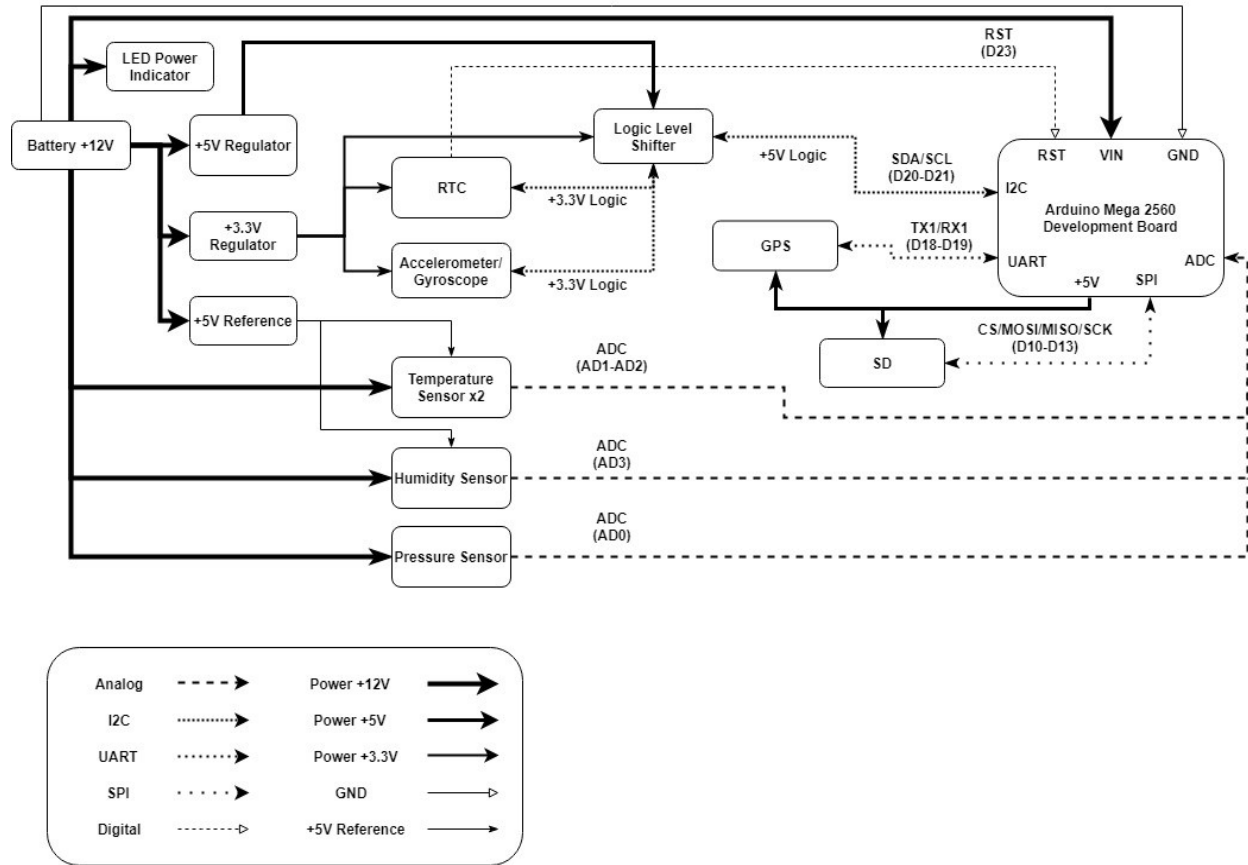 RST
(D23)
LED Power
Indicator
Battery +12V
+5V Regulator
Logic Level
Shifter
+5V Logic
SDA/SCL
(D20-D21)
RST
VIN
GND
I2C
Arduino Mega 2560
Development Board
UART
ADC
+5V
SPI
RTC
+3.3V Logic
+3.3V
Regulator
Accelerometer/
Gyroscope
+3.3V Logic
GPS
TX1/RX1
(D18-D19)
+5V Reference
CS/MOSI/MISO/SCK
(D10-D13)
SD
Temperature
Sensor x2
ADC
(AD1-AD2)
Humidity Sensor
ADC
(AD3)
Pressure Sensor
ADC
(AD0)
Analog
Power +12V
I2C
Power +5V
UART
Power +3.3V
SPI
GND
Digital
+5V Reference